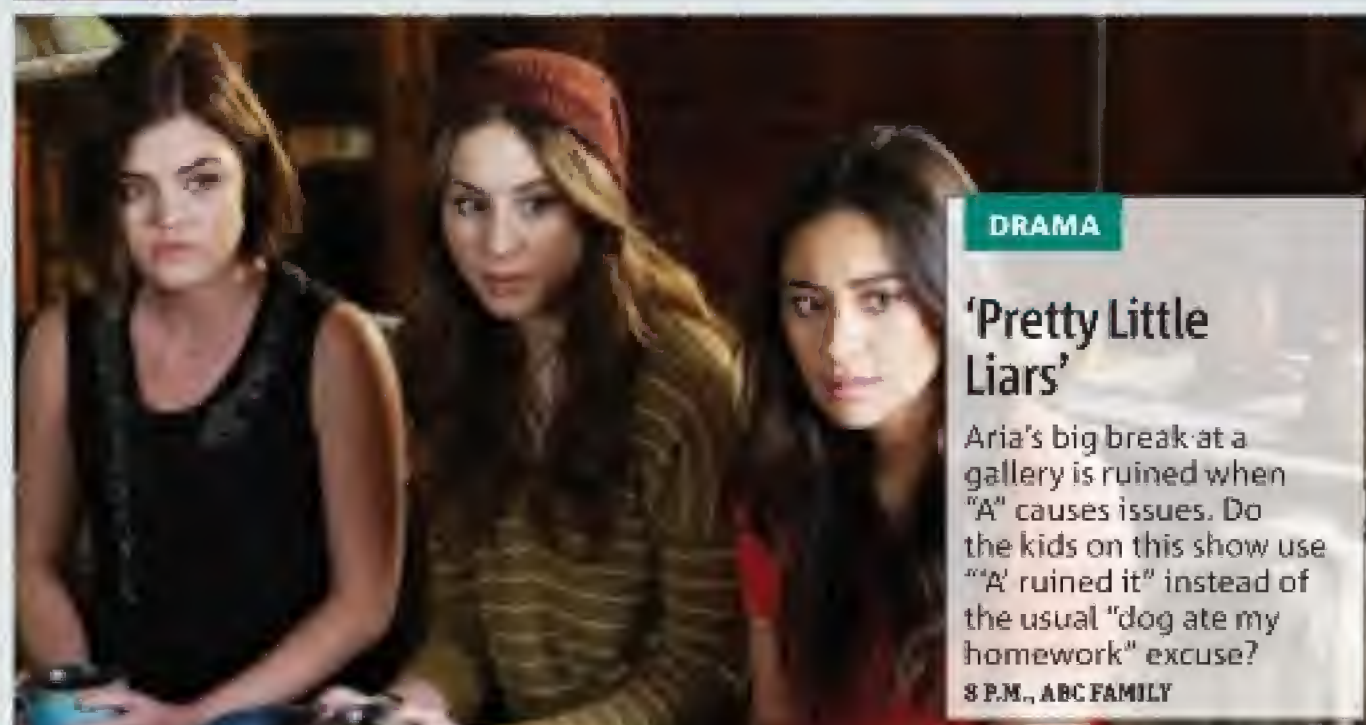 DRAMA
‘Pretty Little
Liars’
Aria's big break at a
gallery is ruined when
"A" causes issues. Do
the kids on this show use
"'A' ruined it" instead of
the usual "dog ate my
homework" excuse?
8 P.M., ABC FAMILY